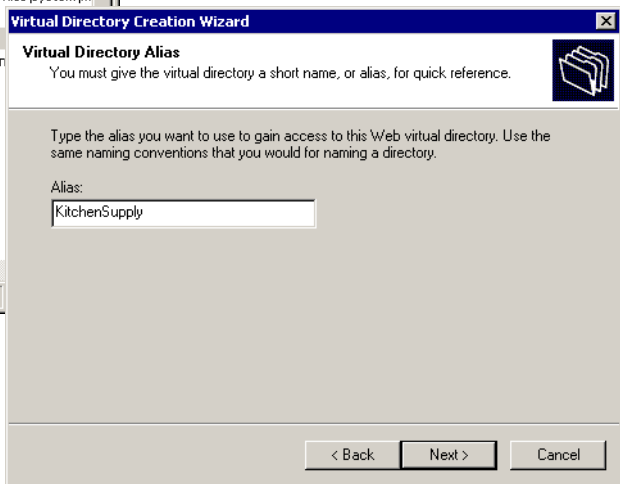 Virtual Directory Creation Wizard
Virtual Directory Alias
You must give the virtual directory a short name, or alias, for quick reference.
Type the alias you want to use to gain access to this Web virtual directory. Use the
same naming conventions that you would for naming a directory.
Alias:
KitchenSupply
< Back
Next >
Cancel